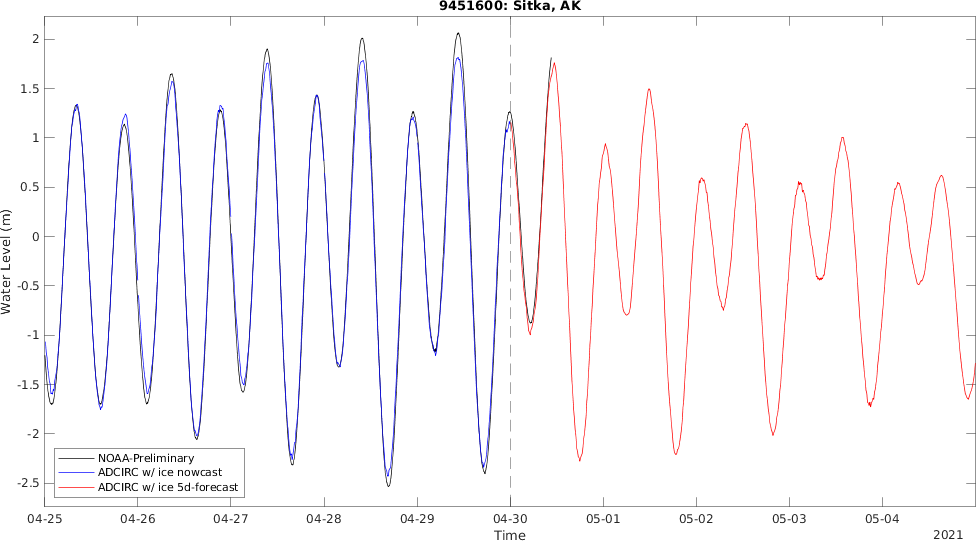 9451600: Sitka, AK
2
1.5
1
0.5
0
-0.5
-1
-1.5
-2
-2.5
Water Level (m)
NOAA-Preliminary
ADCIRC w/ ice nowcast
ADCIRC w/ ice 5d-forecast
04-25 04-26 04-27 04-28 04-29 04-30 05-01 05-02 05-03 05-04
Time
2021